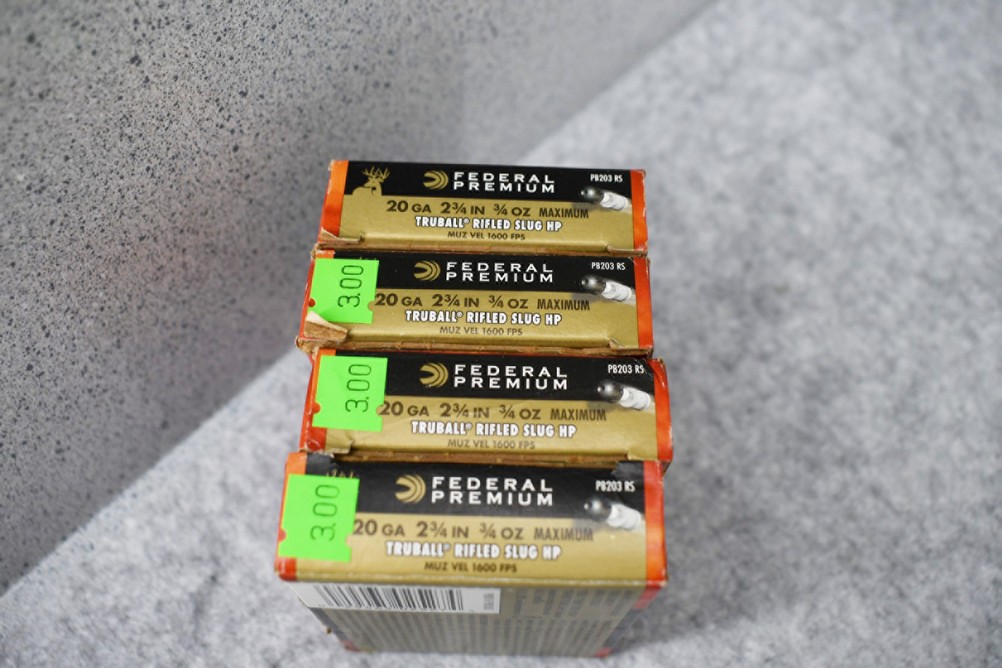 FEDERAL
PREMIUM
PB203 RS
20 GA 2¾ IN ¾ OZ MAXIMUM
TRUBALL® RIFLED SLUG HP
MUZ VEL 1600 FPS
3.00
FEDERAL
PREMIUM
PB203 RS
20 GA 2¾ IN ¾ OZ MAXIMUM
TRUBALL® RIFLED SLUG HP
MUZ VEL 1600 FPS
3.00
FEDERAL
PREMIUM
PB203 RS
20 GA 2¾ IN ¾ OZ MAXIMUM
TRUBALL® RIFLED SLUG HP
MUZ VEL 1600 FPS
3.00
FEDERAL
PREMIUM
PB203 RS
20 GA 2¾ IN ¾ OZ MAXIMUM
TRUBALL® RIFLED SLUG HP
MUZ VEL 1600 FPS